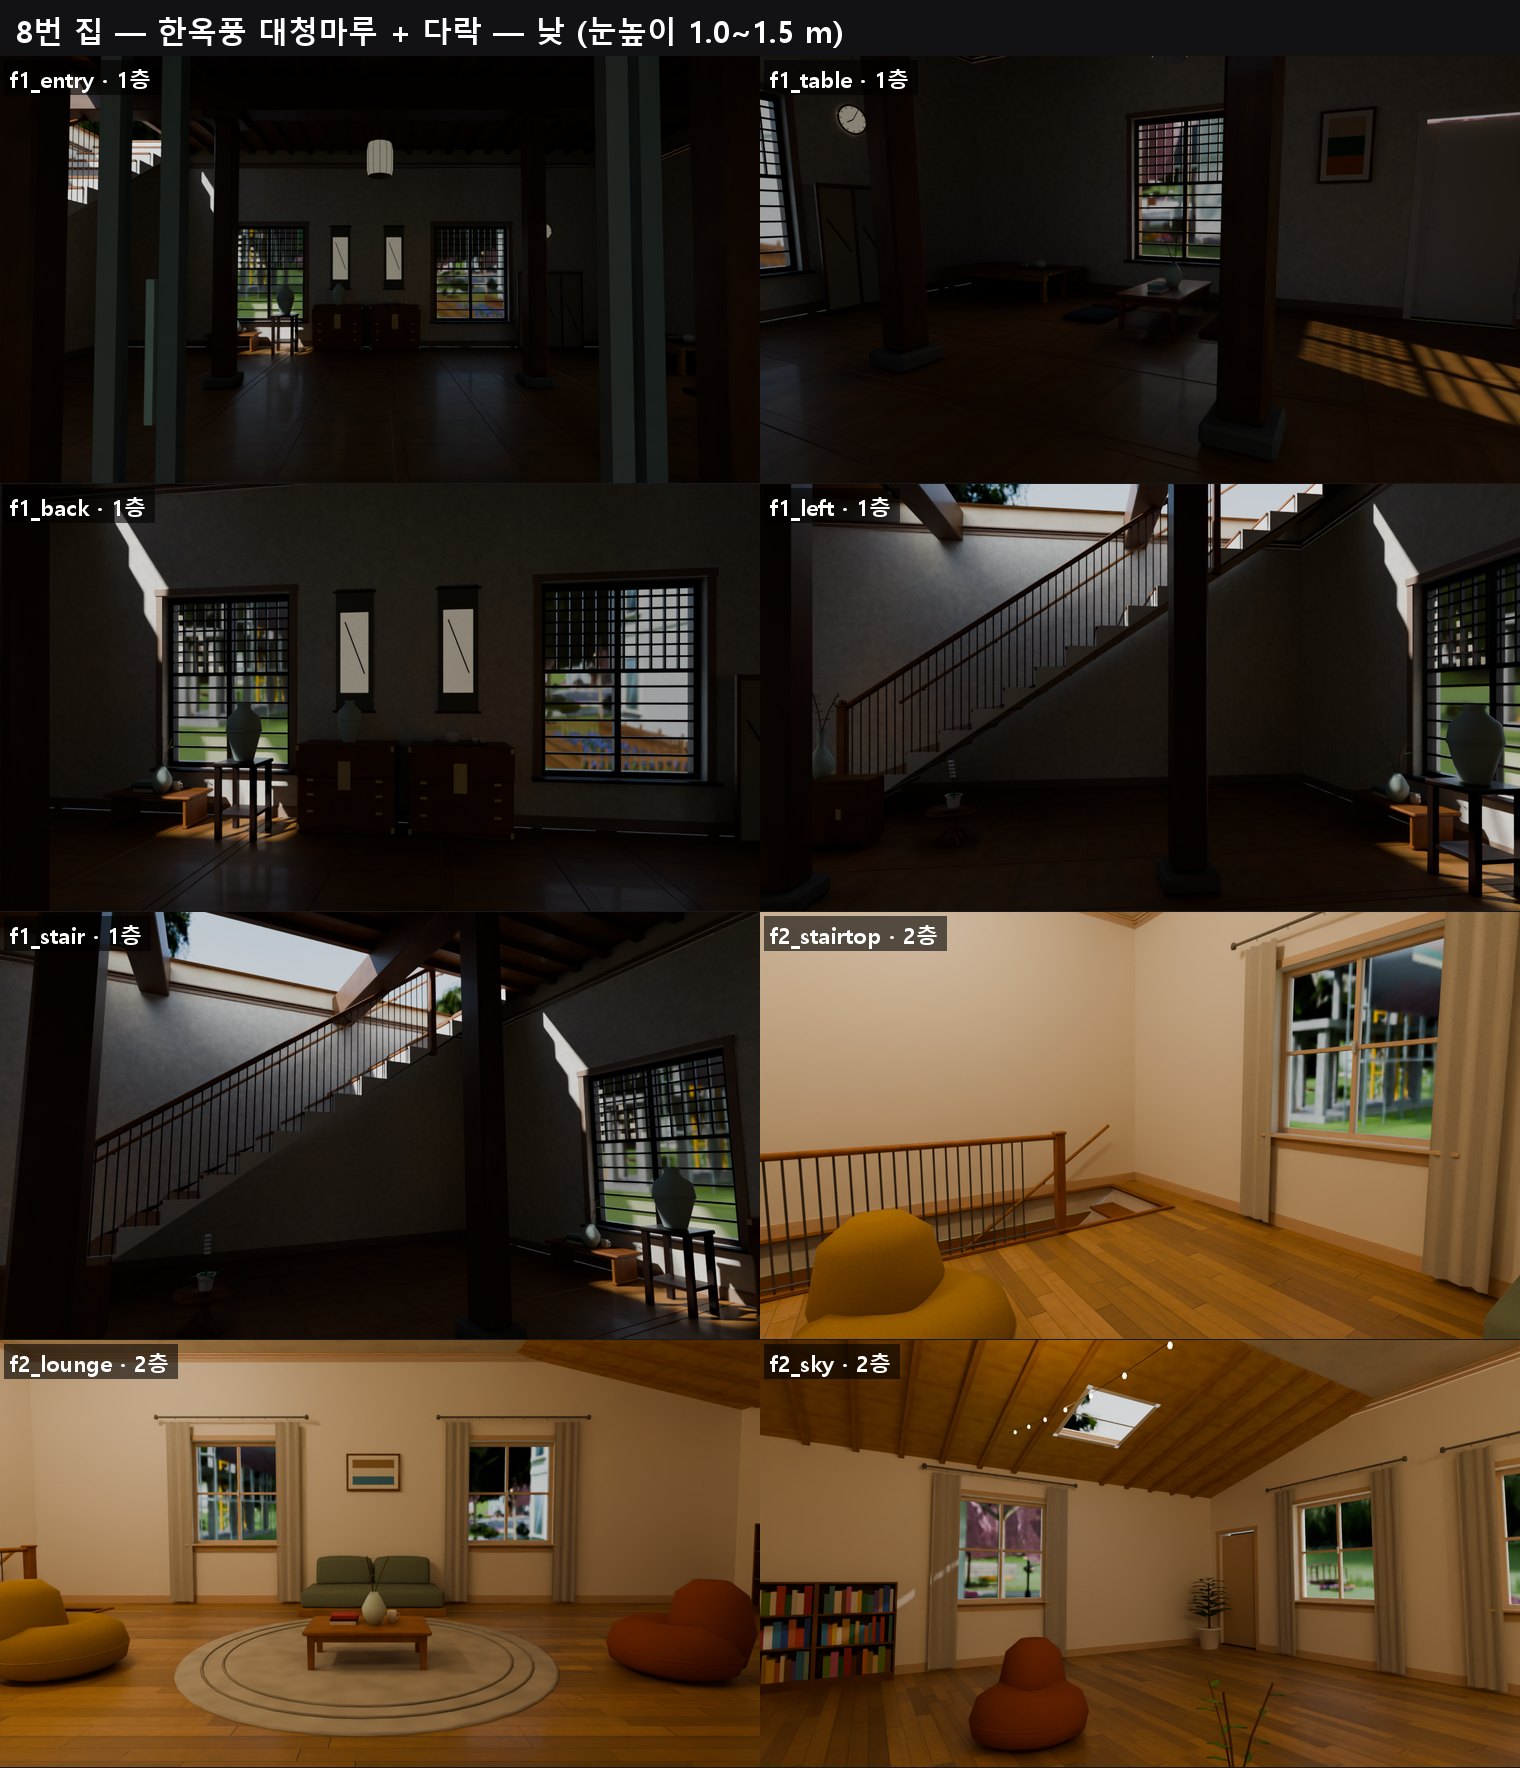 8번 집 — 한옥풍 대청마루 + 다락 — 낮 (눈높이 1.0~1.5 m)
f1_entry · 1층
f1_table · 1층
f1_back · 1층
f1_left · 1층
f1_stair · 1층
f2_stairtop · 2층
f2_lounge · 2층
f2_sky · 2층